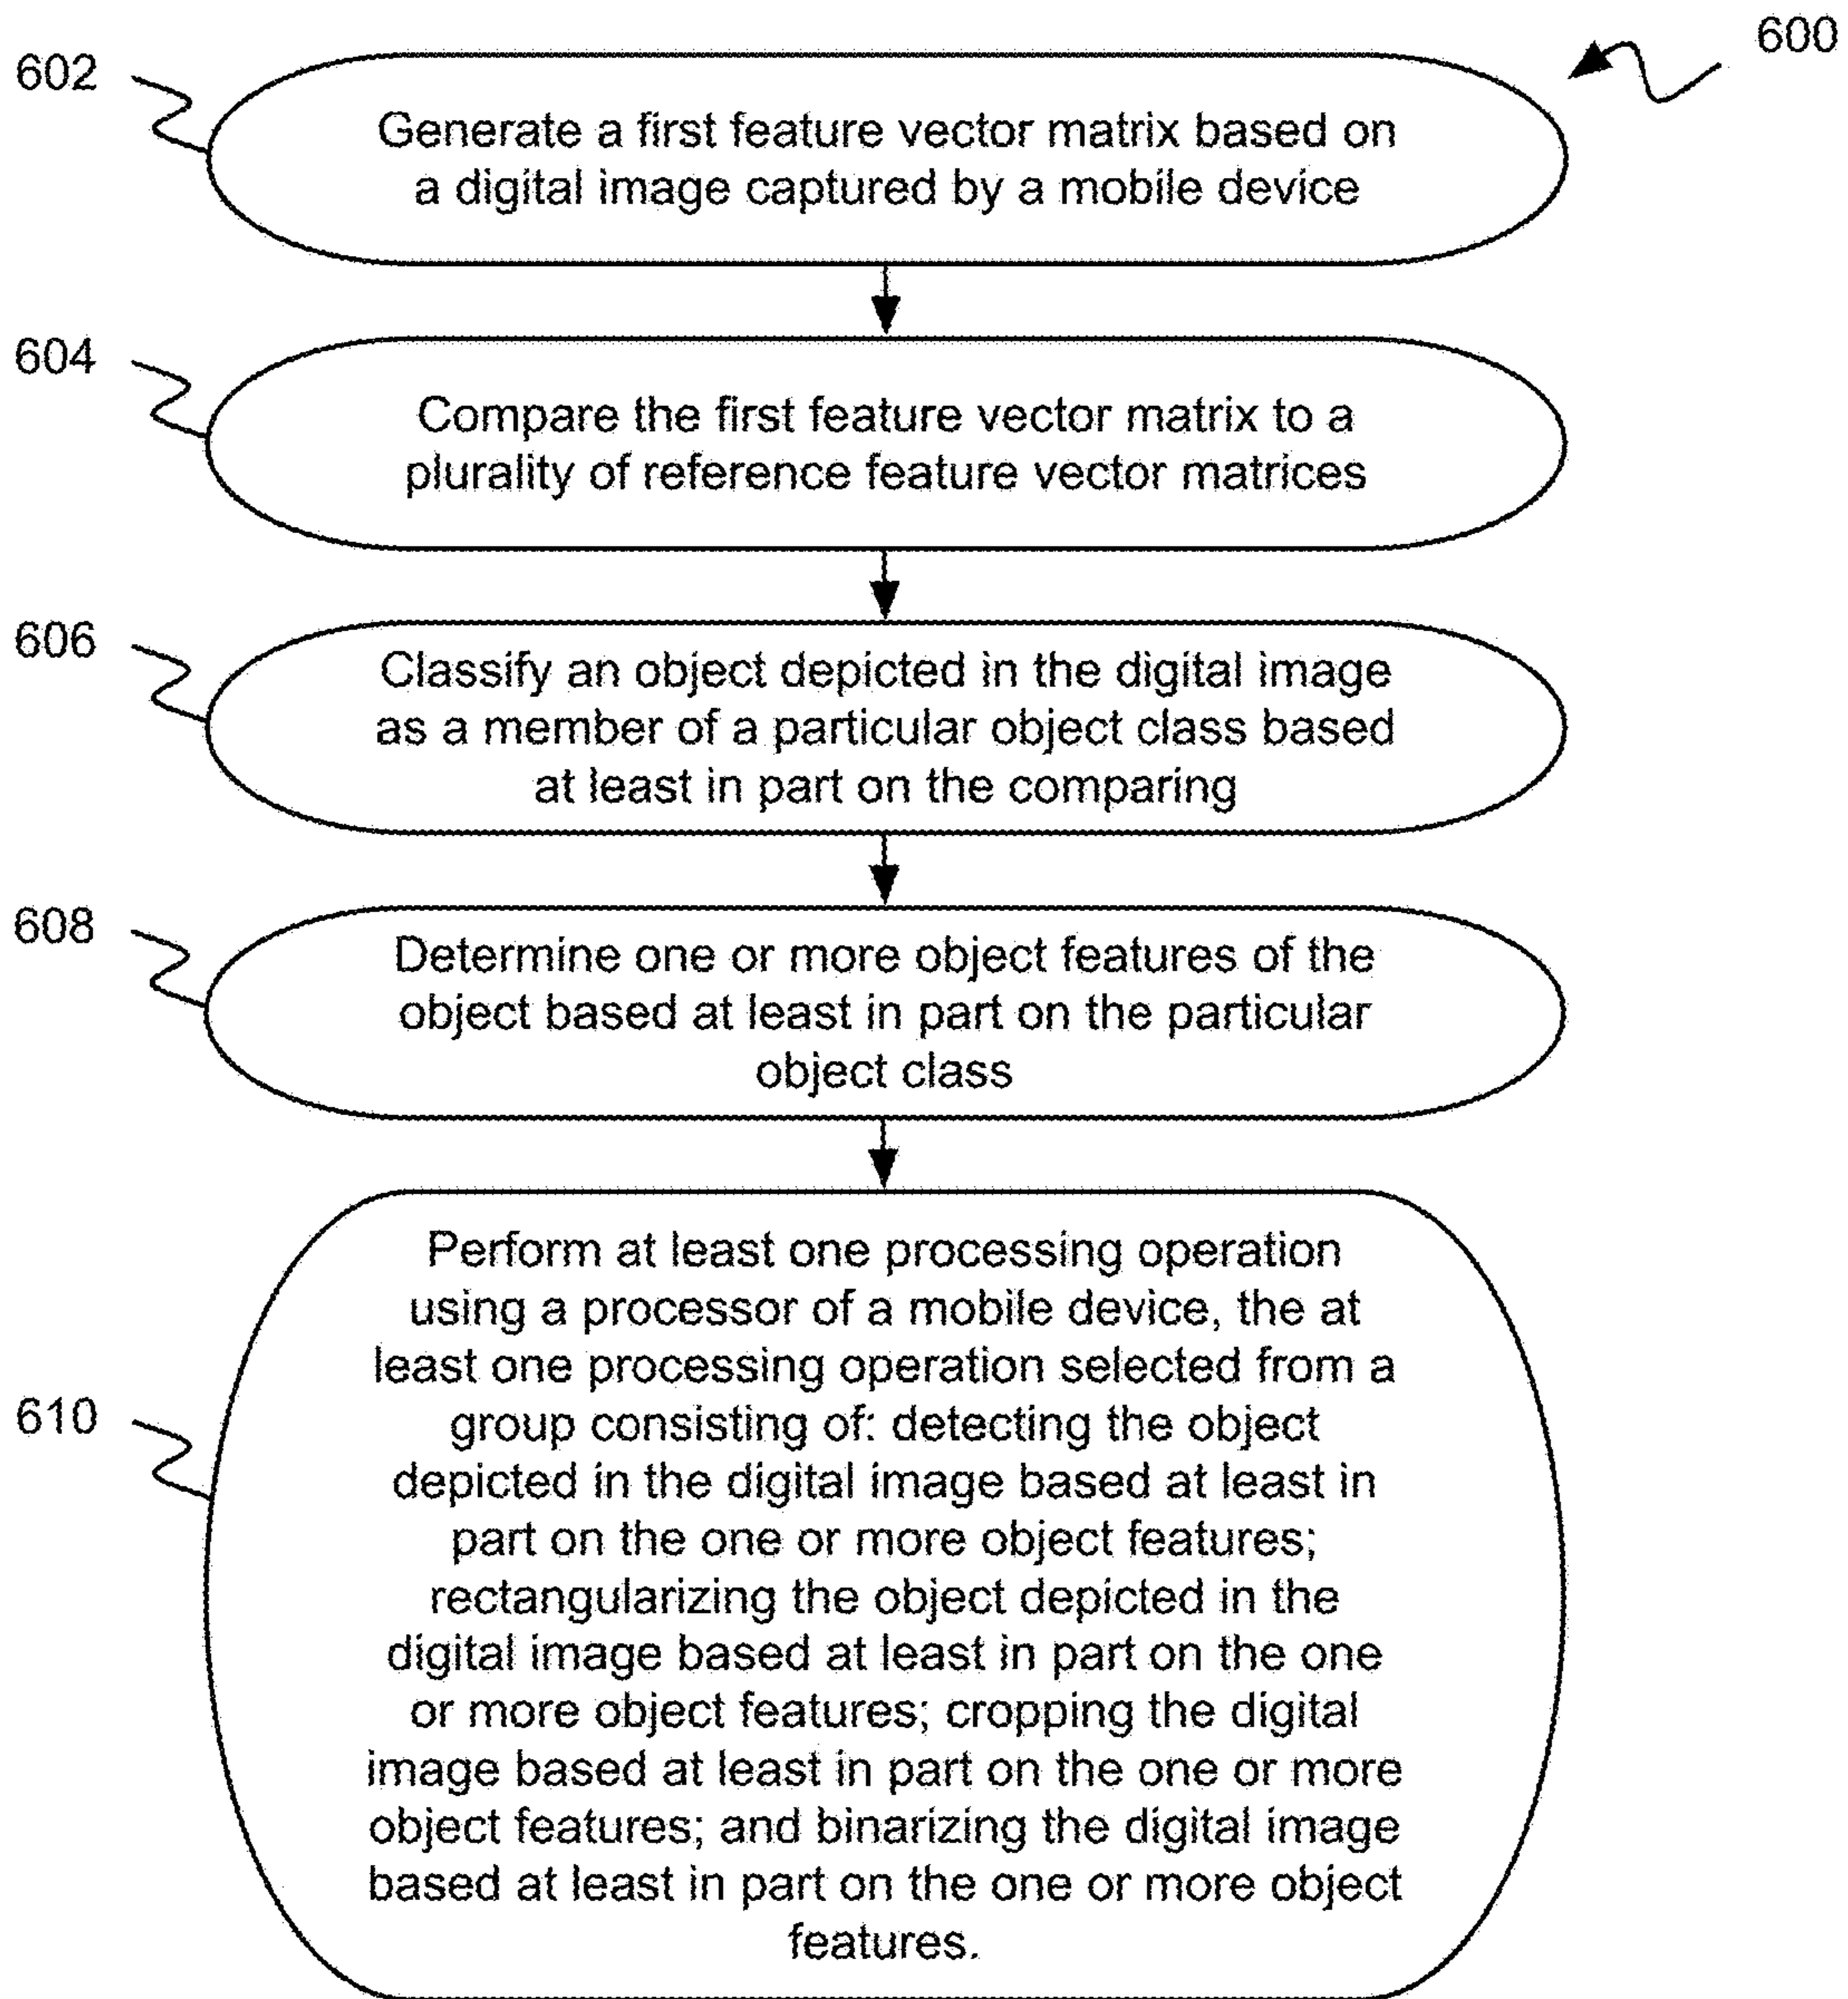 600
602
Generate a first feature vector matrix based on
a digital image captured by a mobile device
604
Compare the first feature vector matrix to a
plurality of reference feature vector matrices
606
Classify an object depicted in the digital image
as a member of a particular object class based
at least in part on the comparing
608
Determine one or more object features of the
object based at least in part on the particular
object class
610
Perform at least one processing operation
using a processor of a mobile device, the at
least one processing operation selected from a
group consisting of: detecting the object
depicted in the digital image based at least in
part on the one or more object features;
rectangularizing the object depicted in the
digital image based at least in part on the one
or more object features; cropping the digital
image based at least in part on the one or more
object features; and binarizing the digital image
based at least in part on the one or more object
features.